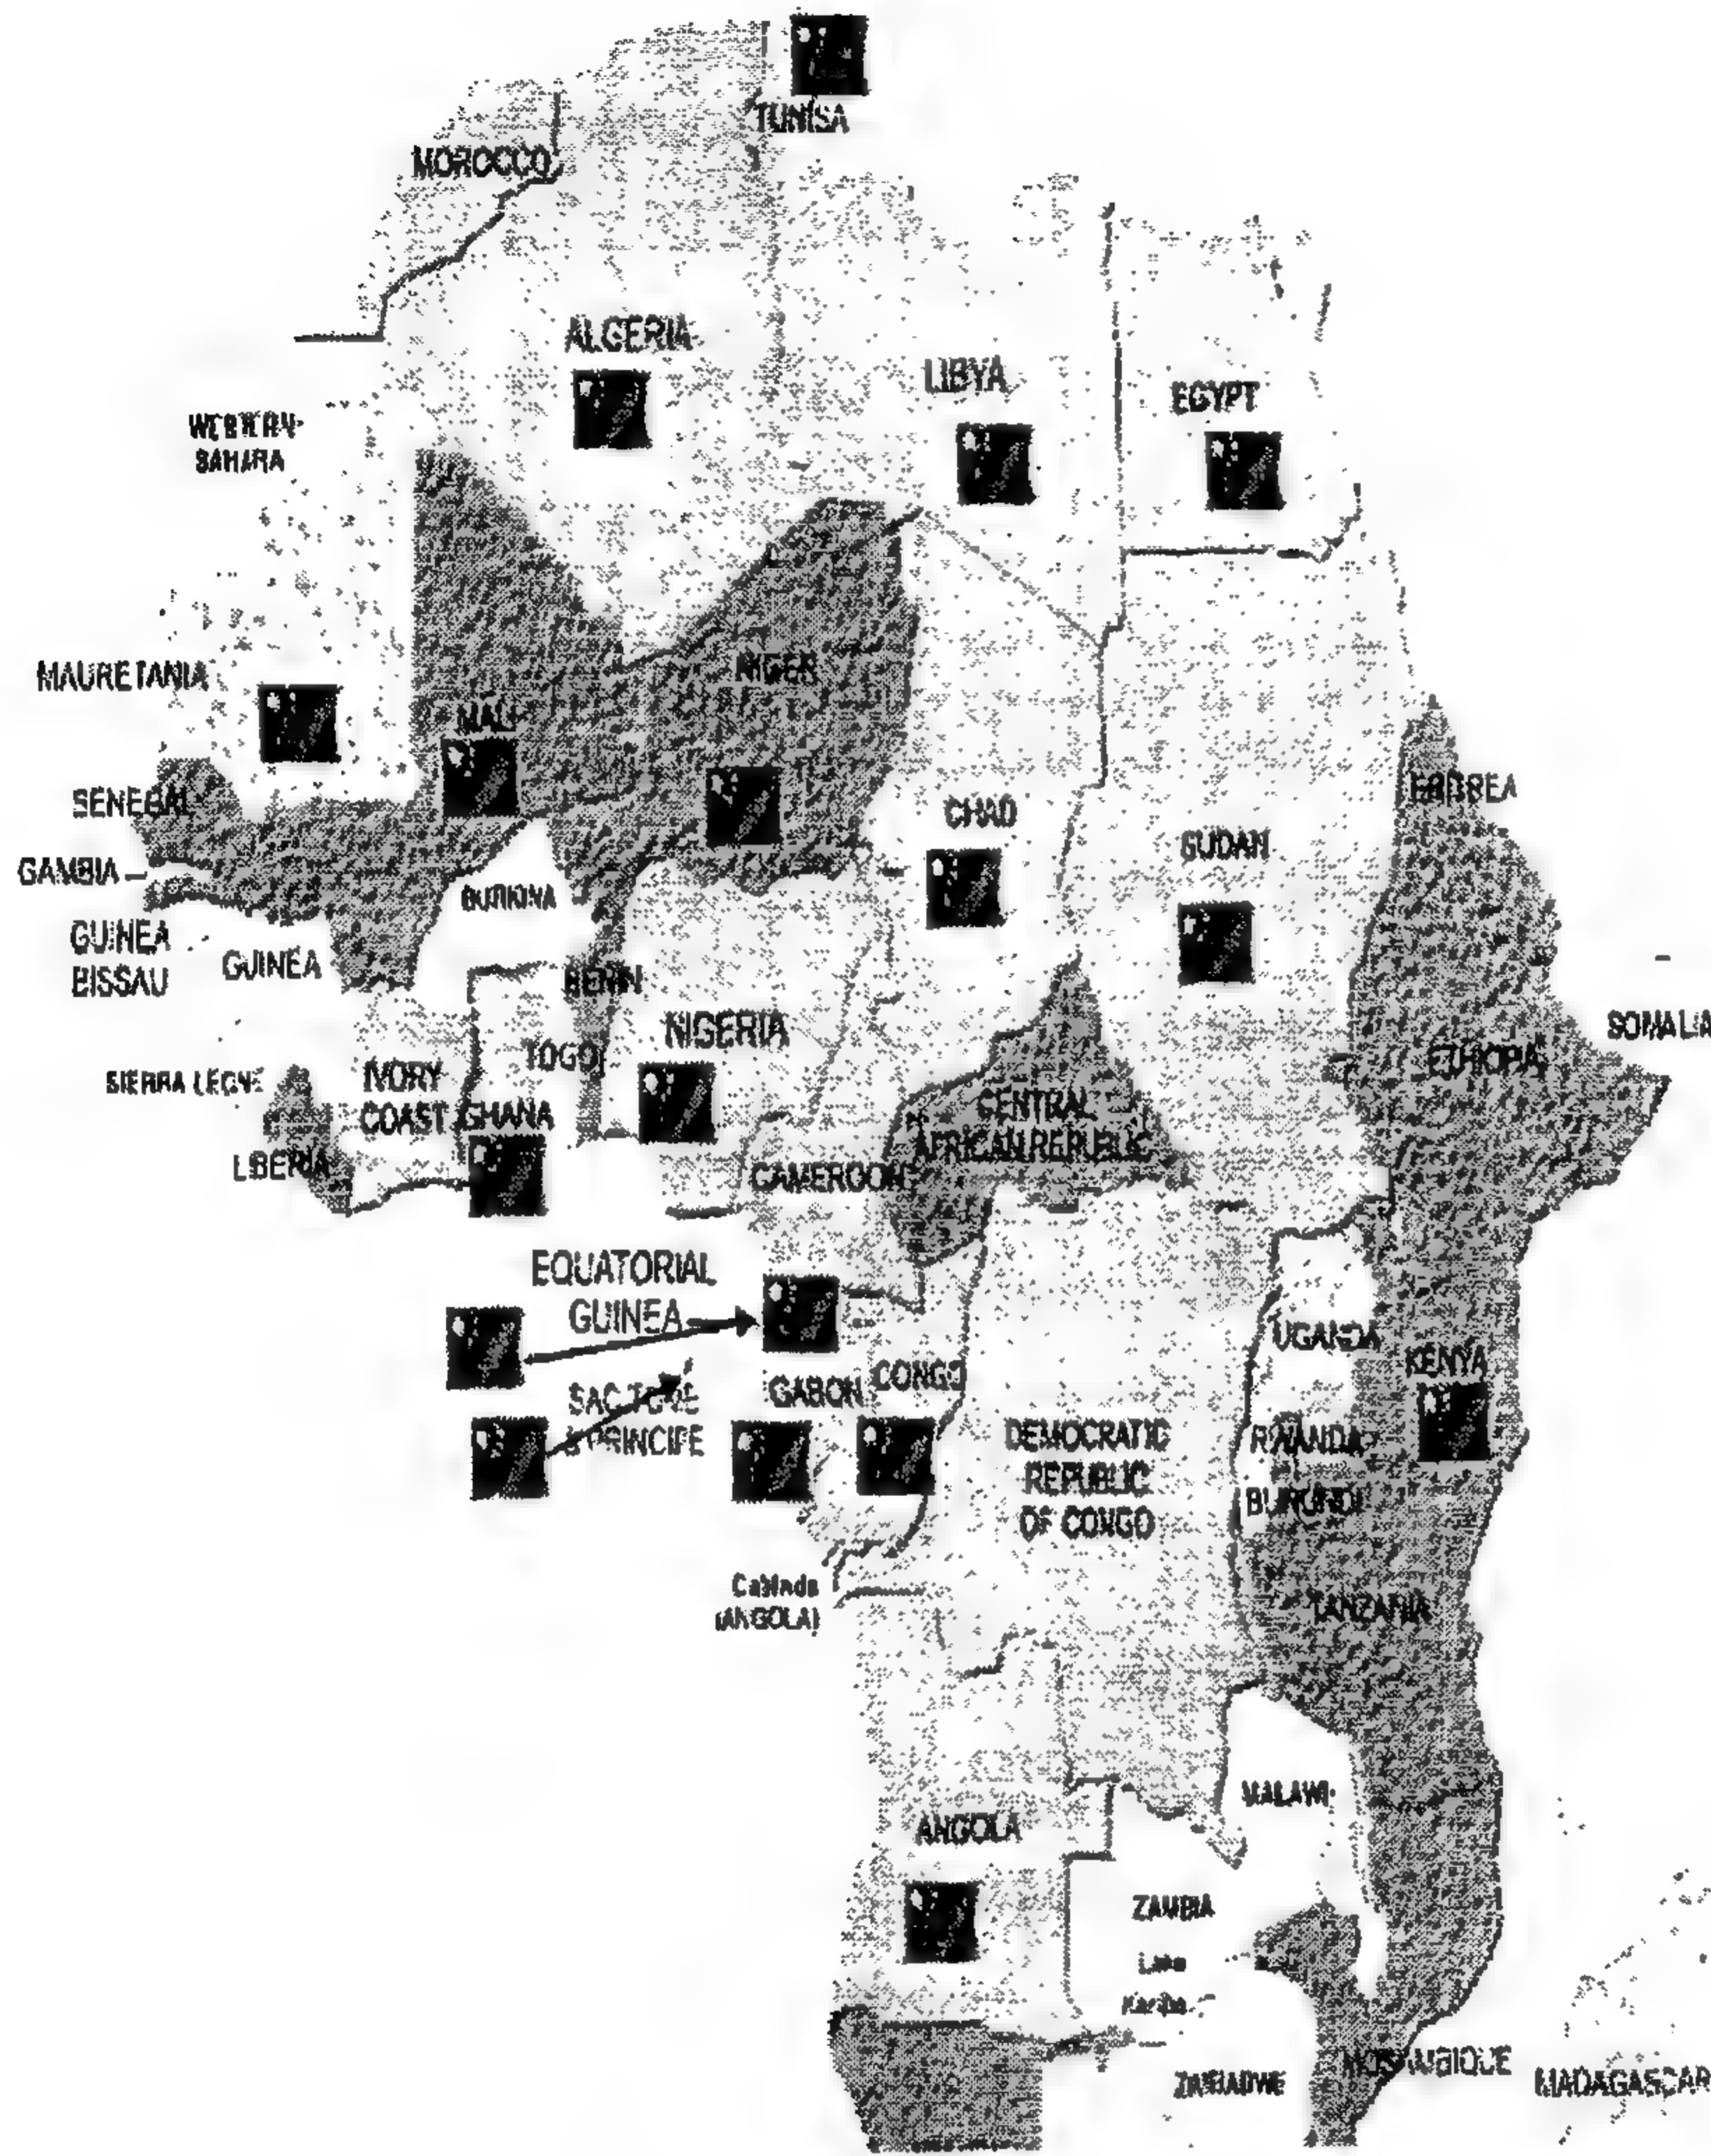 TUNISA
MOROCCO
ALGERIA
LIBYA
EGYPT
WESTERN
SAHARA
MAURETANIA
NIGER
MALI
SENEGAL
ERITREA
CHAD
SUDAN
GAMBIA
BURKINA
GUINEA
BISSAU
GUINEA
BENIN
NIGERIA
SOMALIA
ETHIOPIA
TOGO
SIERRA LEONE
IVORY
COAST
GHANA
CENTRAL
AFRICAN REPUBLIC
LIBERIA
CAMEROON
EQUATORIAL
GUINEA
UGANDA
KENYA
CONGO
GABON
SAO TOME
& PRINCIPE
DEMOCRATIC
REPUBLIC
OF CONGO
RWANDA
BURUNDI
Cabinda
(ANGOLA)
TANZANIA
MALAWI
ANGOLA
ZAMBIA
Lake
Kariba
MOSAMBIQUE
ZIMBABWE
MADAGASCAR